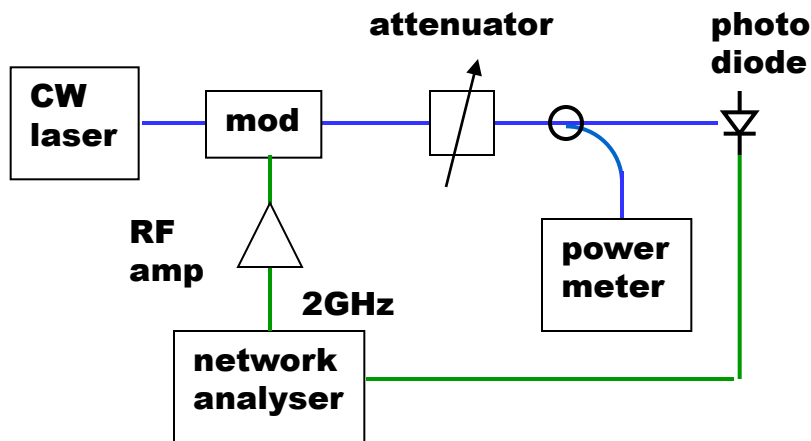 attenuator
photo
diode
CW
laser
mod
RF
amp
power
meter
2GHz
network
analyser